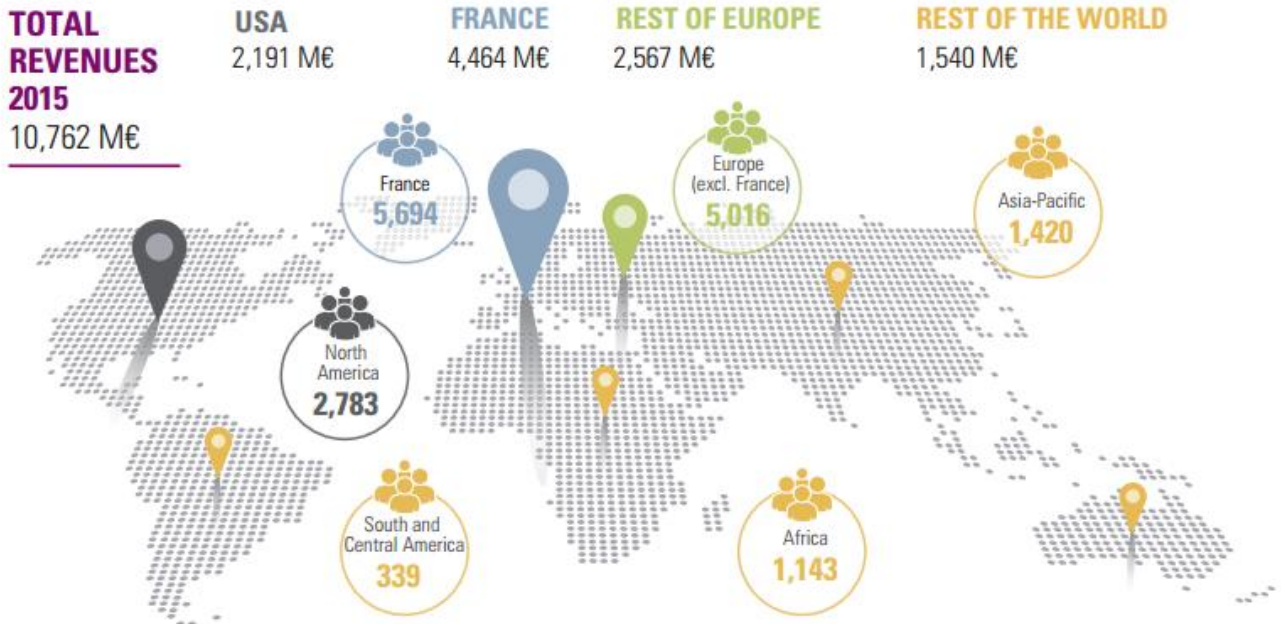 TOTAL
REVENUES
2015
10,762 M€
USA
2,191 M€
FRANCE
4,464 M€
REST OF EUROPE
2,567 M€
REST OF THE WORLD
1,540 M€
France
5,694
Europe
(excl. France)
5,016
Asia-Pacific
1,420
North
America
2,783
South and
Central America
339
Africa
1,143